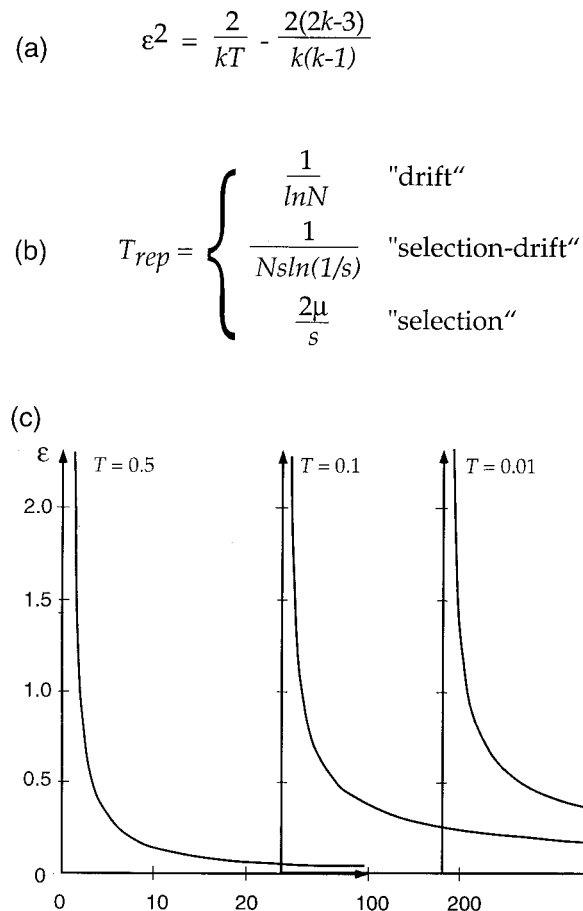 (a) ε² = 2/kT - 2(2k-3)/k(k-1)
(b) T_rep = { 1/lnN "drift“
1/Nsln(1/s) "selection-drift“
2μ/s "selection“
(c)
ε T = 0.5 T = 0.1 T = 0.01
2.0
1.5
1.0
0.5
0
0 10 20 100 200